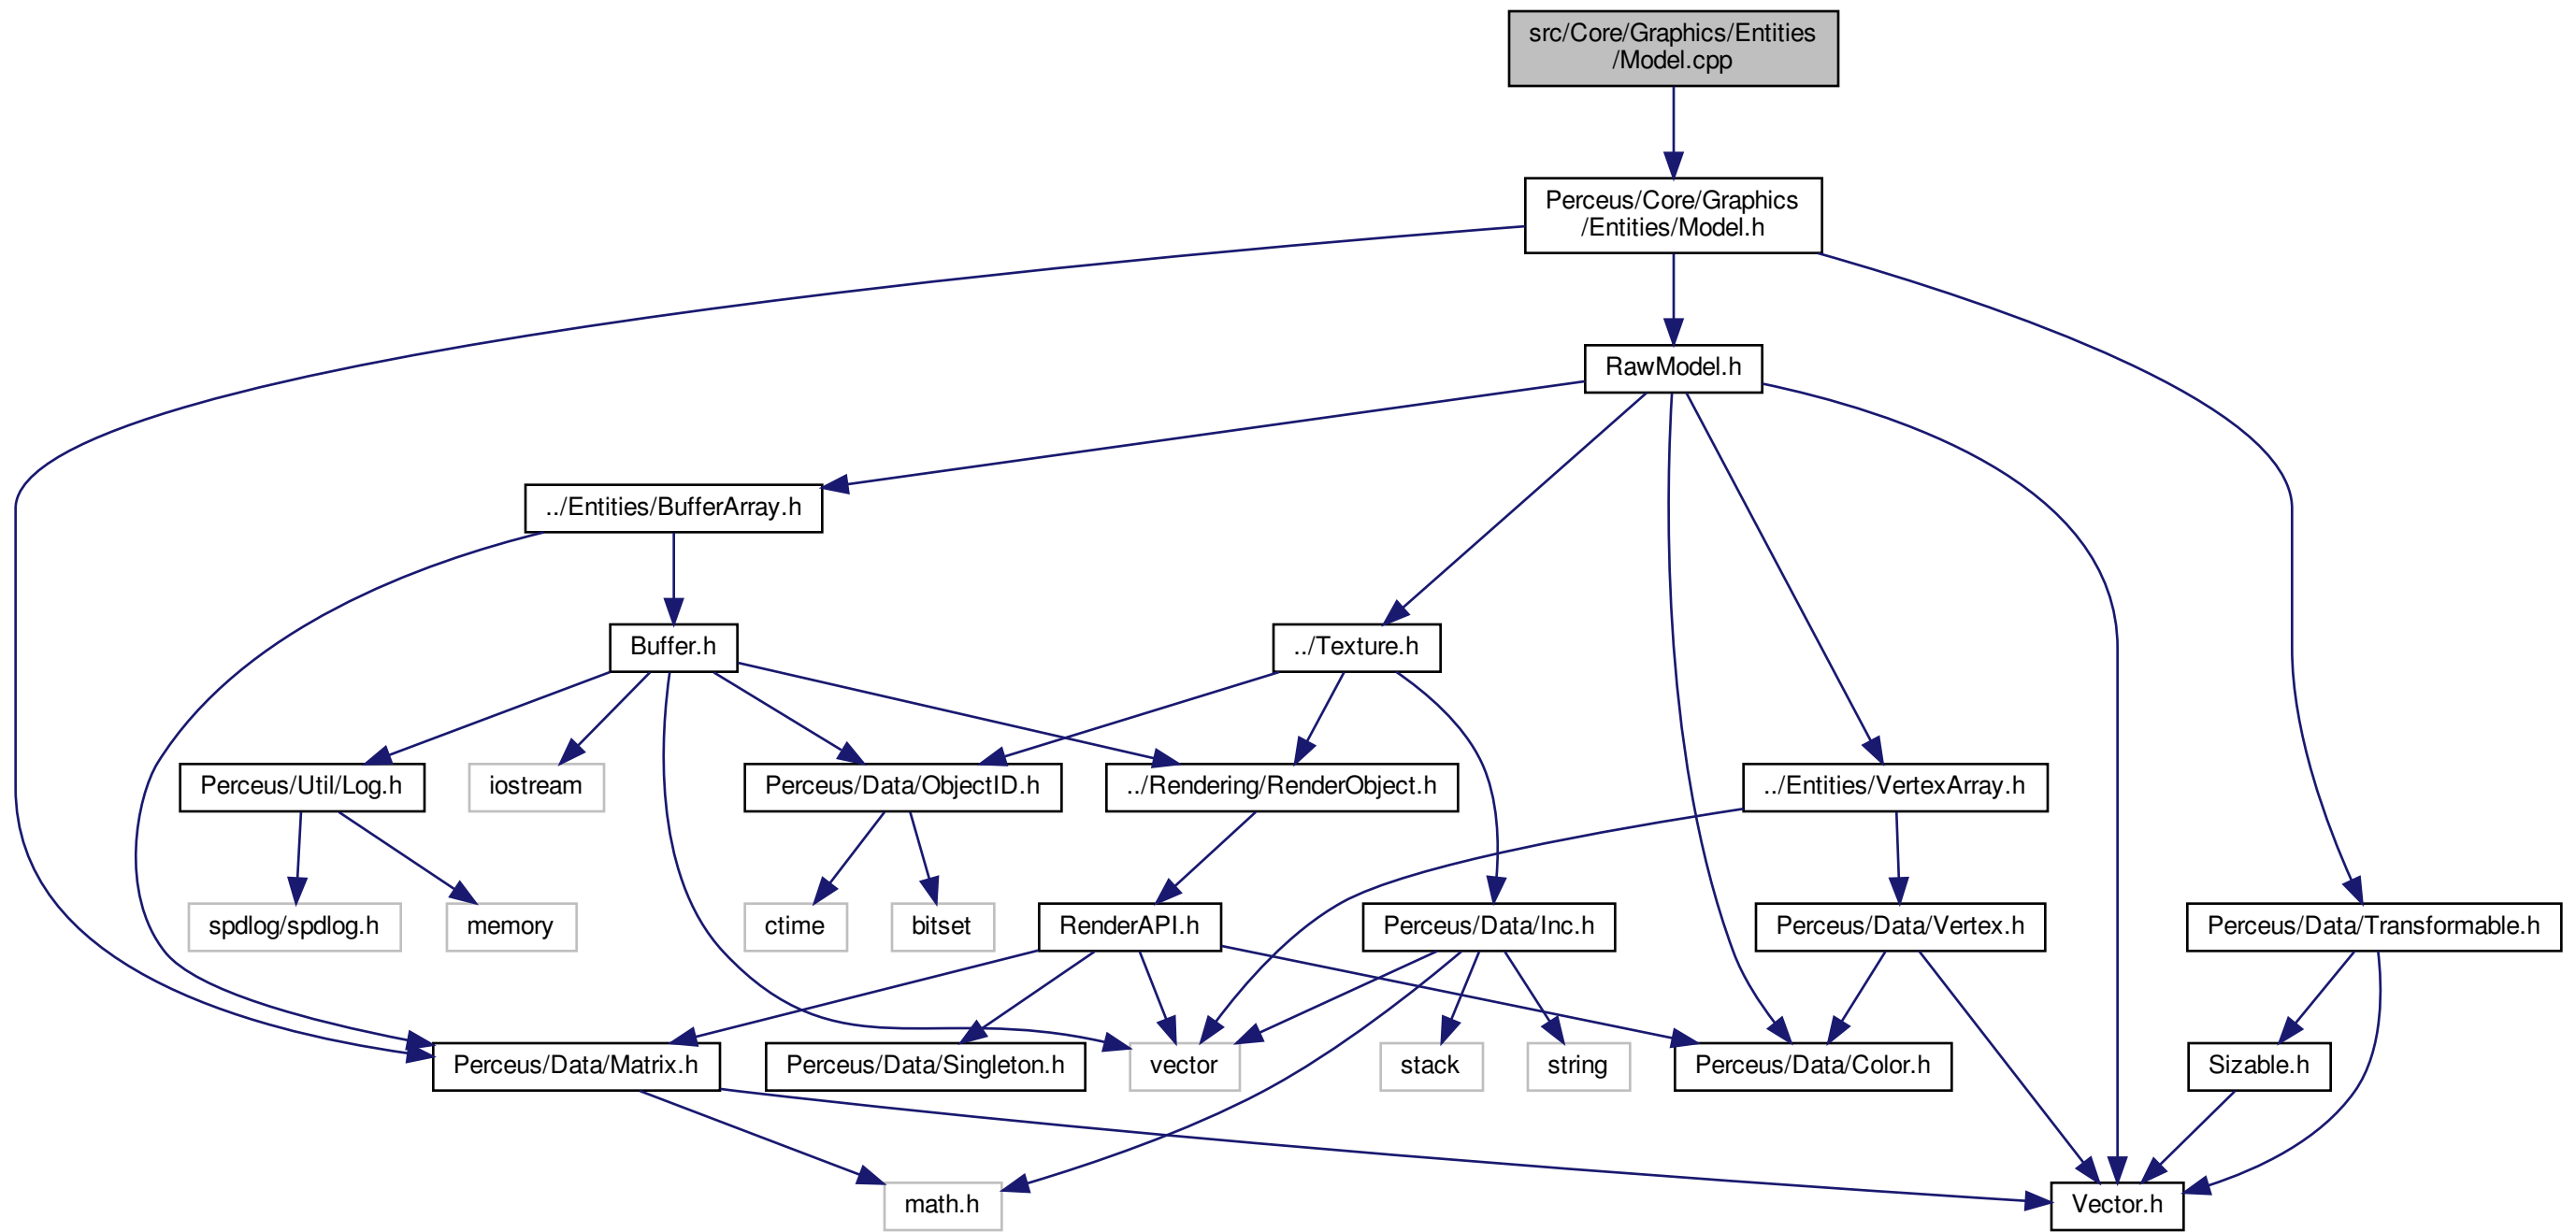 src/Core/Graphics/Entities
/Model.cpp
Perceus/Core/Graphics
/Entities/Model.h
RawModel.h
../Entities/BufferArray.h
Buffer.h
../Texture.h
Perceus/Util/Log.h
iostream
Perceus/Data/ObjectID.h
../Rendering/RenderObject.h
../Entities/VertexArray.h
spdlog/spdlog.h
memory
ctime
bitset
RenderAPI.h
Perceus/Data/Inc.h
Perceus/Data/Vertex.h
Perceus/Data/Transformable.h
Perceus/Data/Matrix.h
Perceus/Data/Singleton.h
vector
stack
string
Perceus/Data/Color.h
Sizable.h
math.h
Vector.h